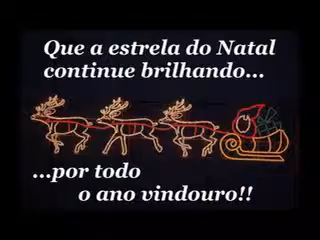 Que a estrela do Natal
continue brilhando...
...por todo
o ano vindouro!!